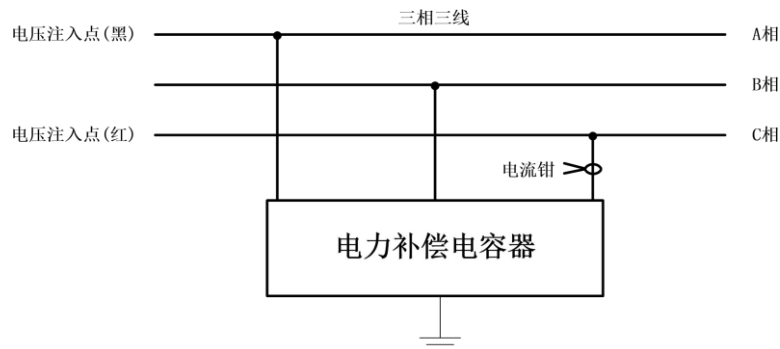 三相三线
电压注入点(黑)
A相
B相
电压注入点(红)
C相
电流钳
电力补偿电容器